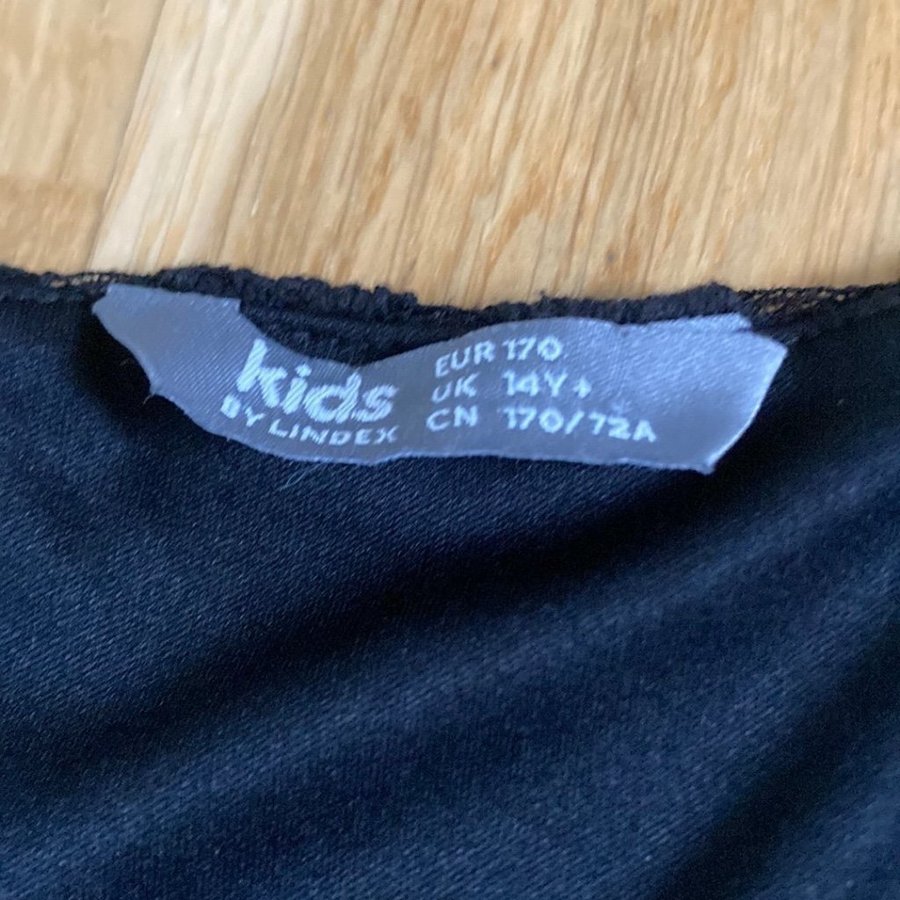 kids
BY LINDEX
EUR 170
UK 14Y+
CN 170/72A